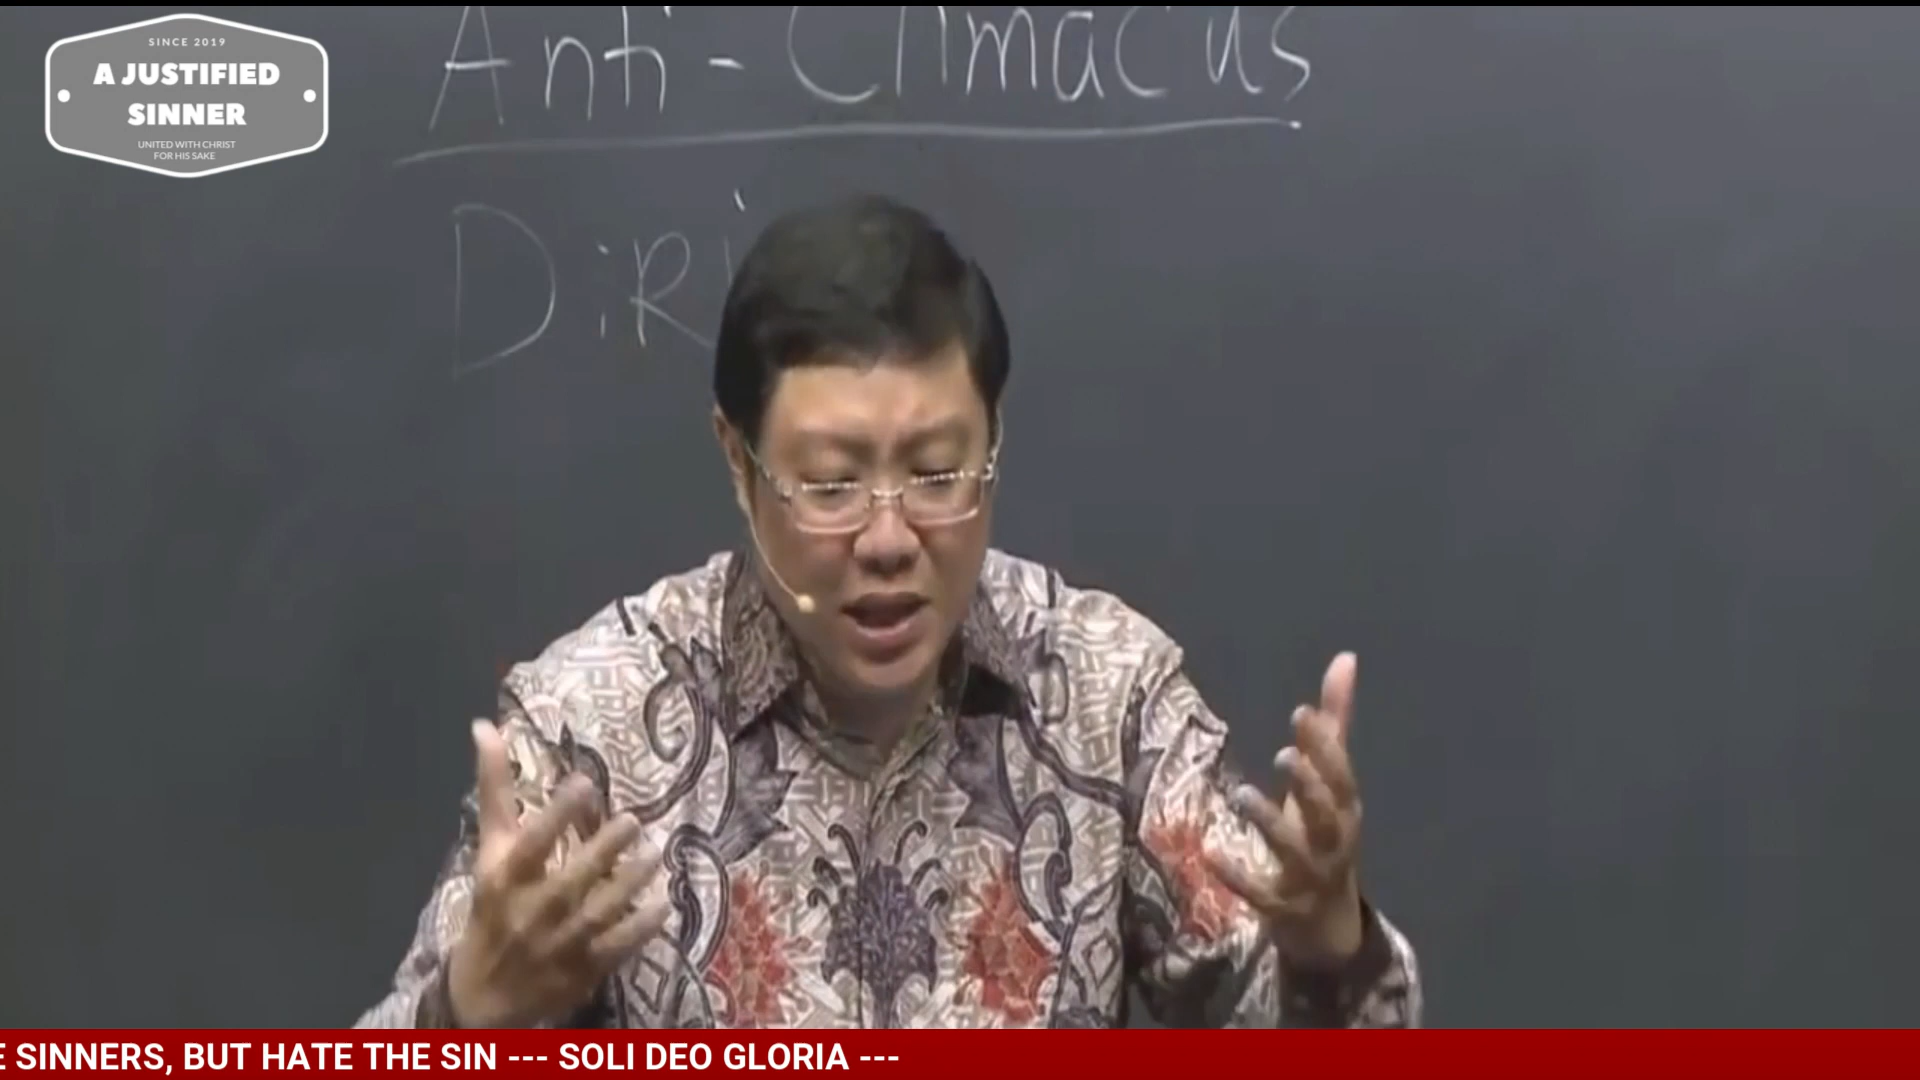 SINCE 2019
A JUSTIFIED
SINNER
UNITED WITH CHRIST
FOR HIS SAKE
Anti-Climacus
DiRi
SINNERS, BUT HATE THE SIN --- SOLI DEO GLORIA ---